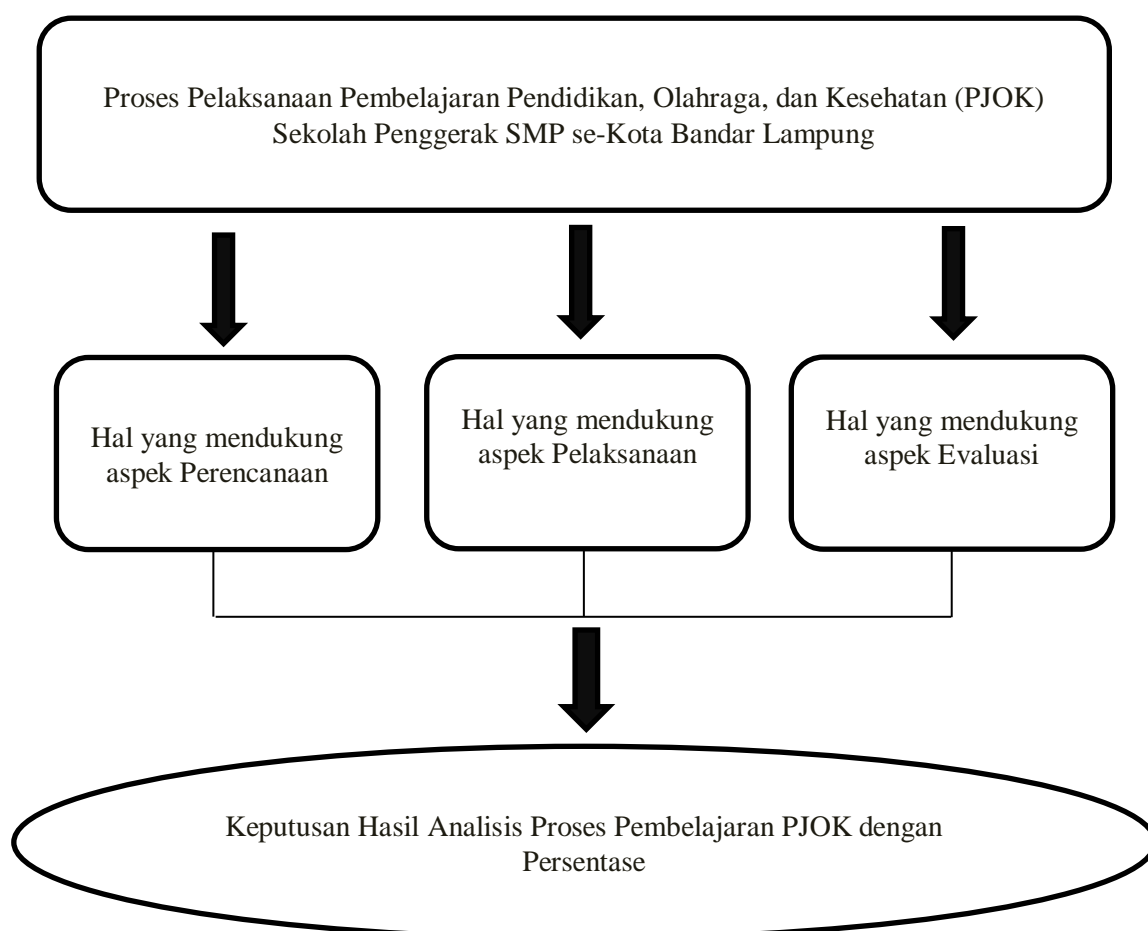 Proses Pelaksanaan Pembelajaran Pendidikan, Olahraga, dan Kesehatan (PJOK)
Sekolah Penggerak SMP se-Kota Bandar Lampung
Hal yang mendukung
aspek Perencanaan
Hal yang mendukung
aspek Pelaksanaan
Hal yang mendukung
aspek Evaluasi
Keputusan Hasil Analisis Proses Pembelajaran PJOK dengan
Persentase